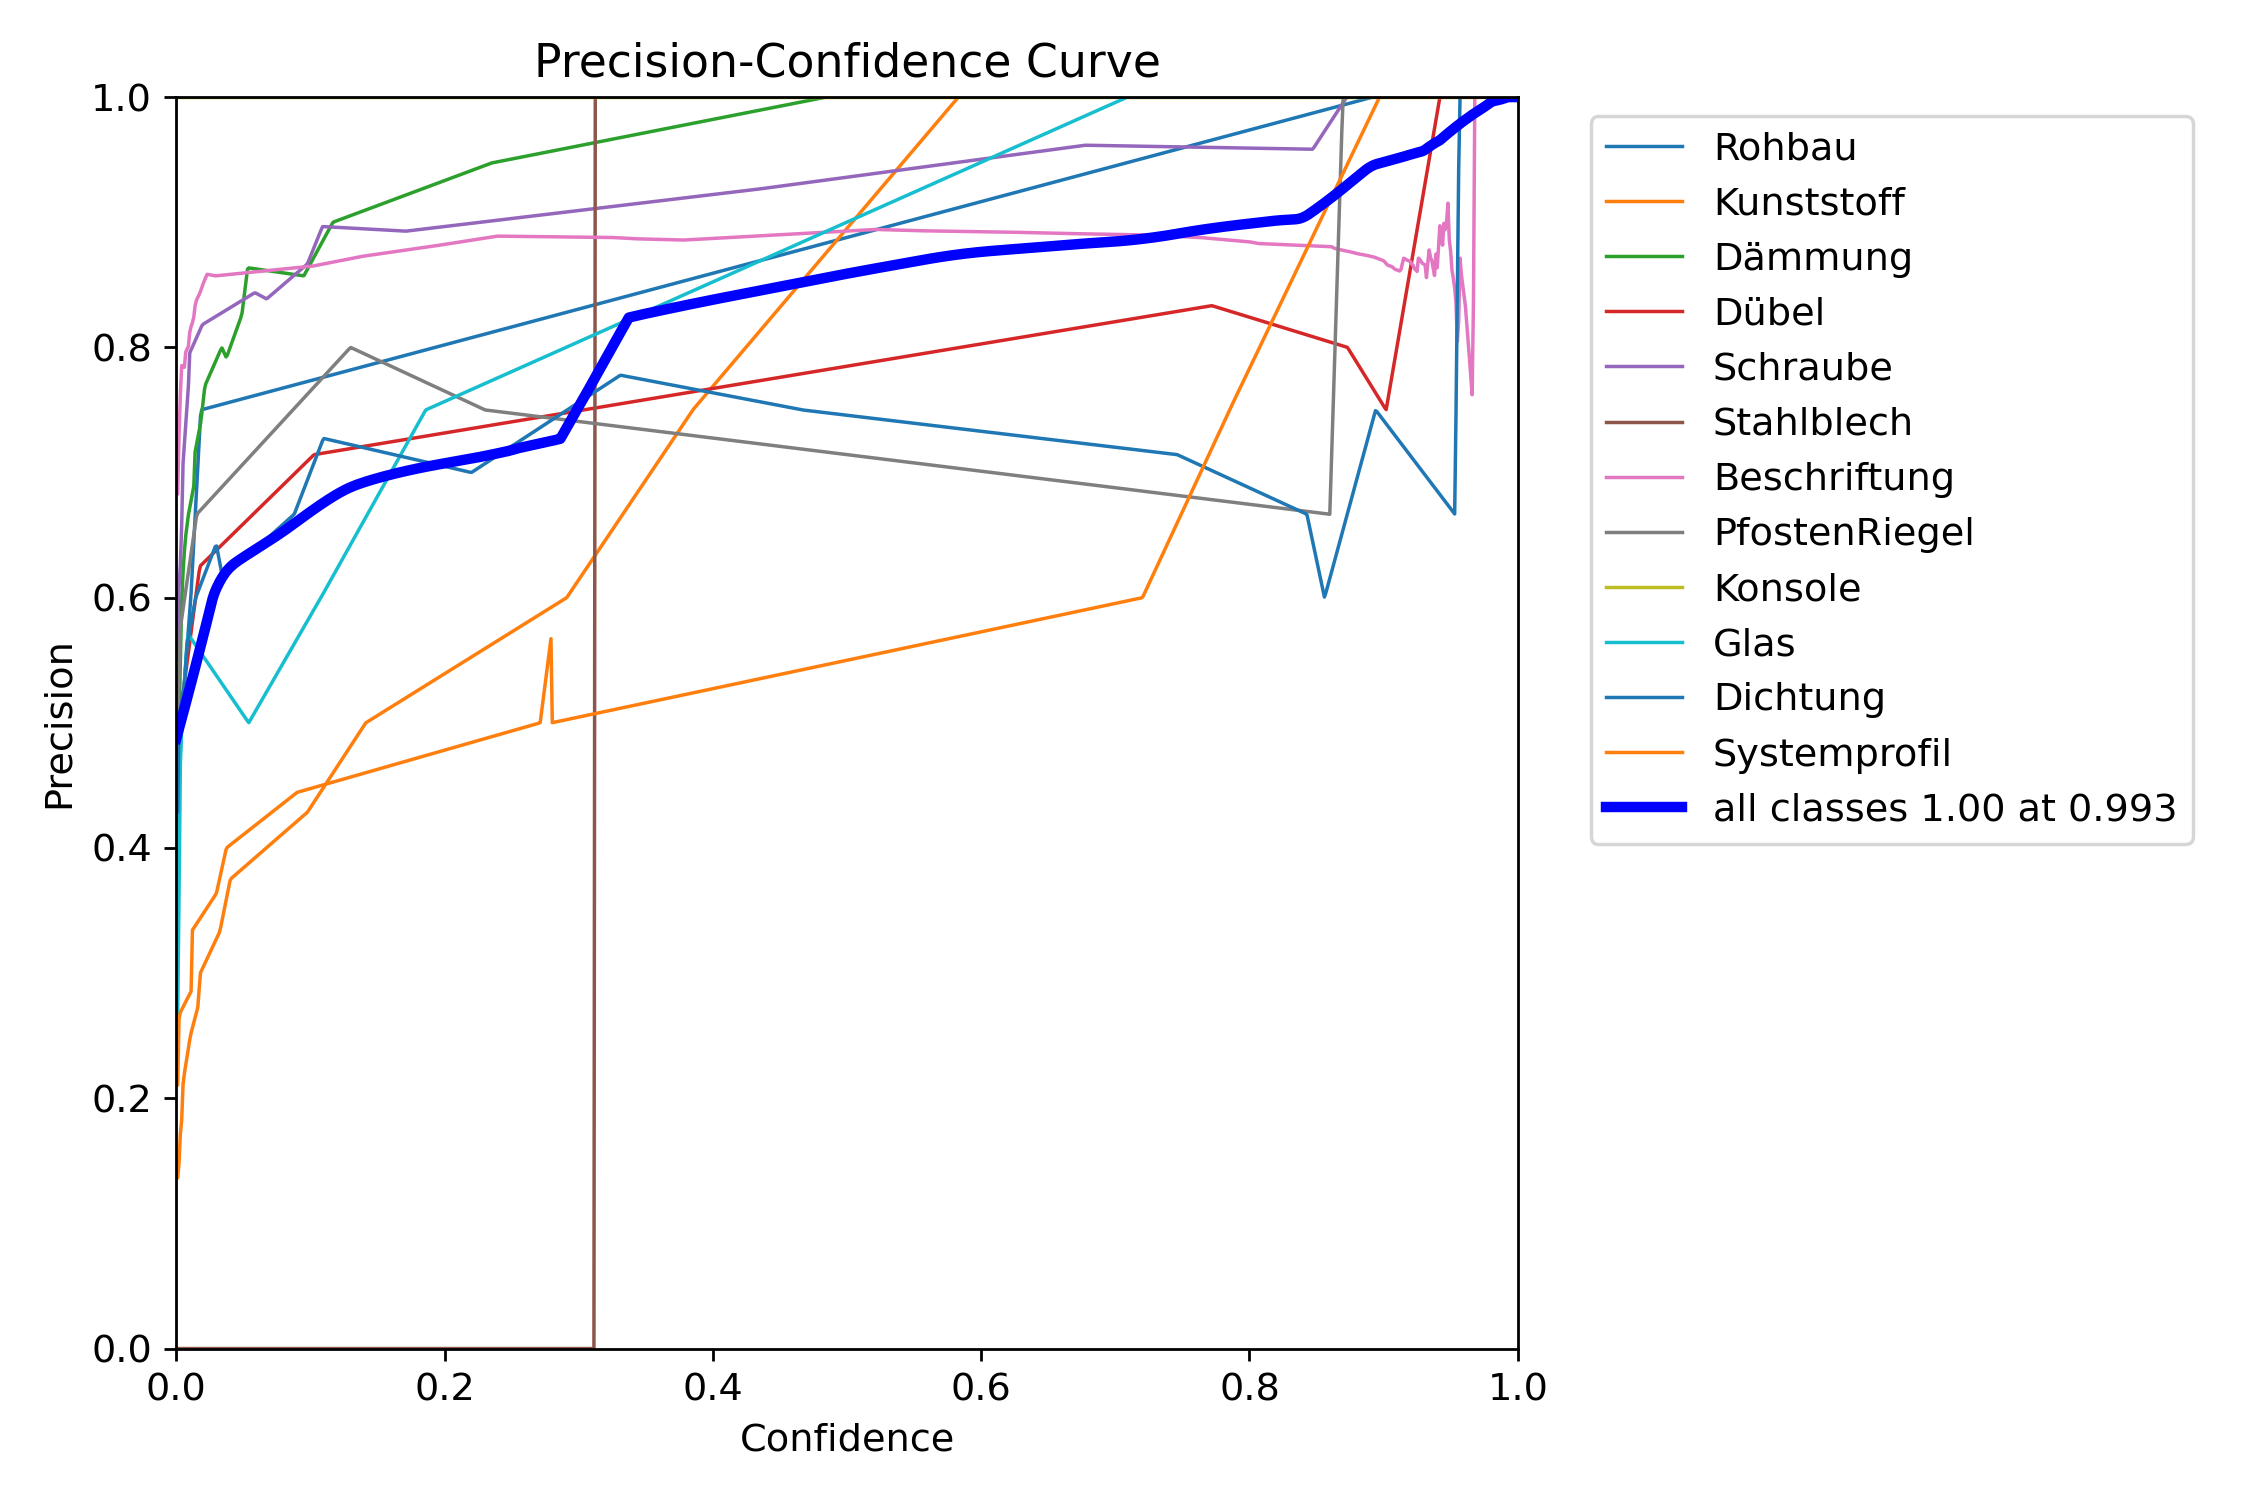 Precision-Confidence Curve
1.0
0.8
0.6
0.4
0.2
0.0
Precision
0.0 0.2 0.4 0.6 0.8 1.0
Confidence
Rohbau
Kunststoff
Dämmung
Dübel
Schraube
Stahlblech
Beschriftung
PfostenRiegel
Konsole
Glas
Dichtung
Systemprofil
all classes 1.00 at 0.993